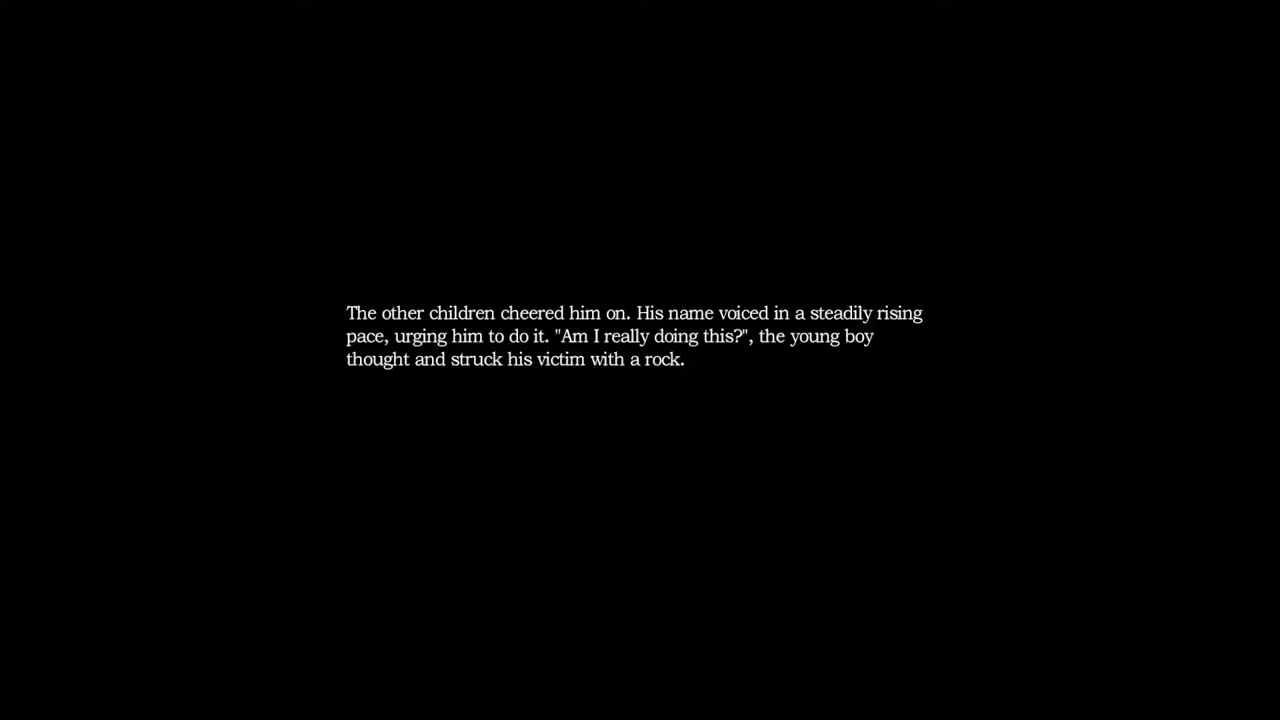 The other children cheered him on. His name voiced in a steadily rising
pace, urging him to do it. "Am I really doing this?", the young boy
thought and struck his victim with a rock.